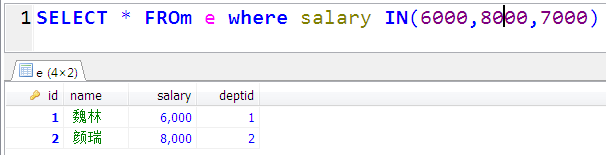 1 SELECT * FROm e where salary IN(6000,8000,7000)
e (4×2)
id name salary deptid
1 魏林 6,000 1
2 颜瑞 8,000 2